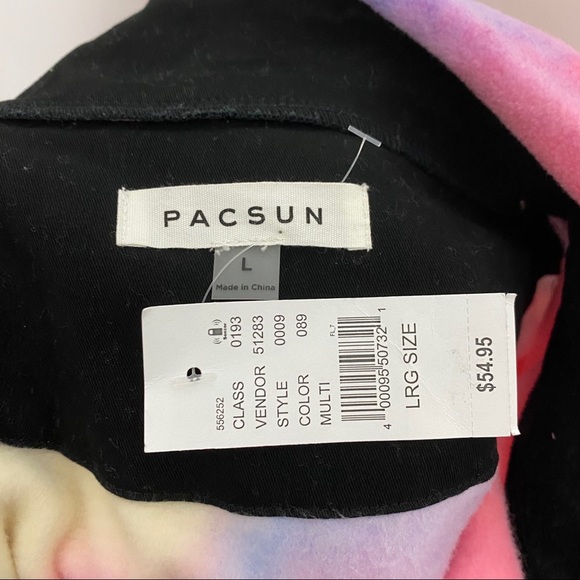 PACSUN
L
Made in China
556252
CLASS 0193
VENDOR 51283
STYLE 0009
COLOR 089
MULTI
FL7
4 00095 50732 1
LRG SIZE
$54.95